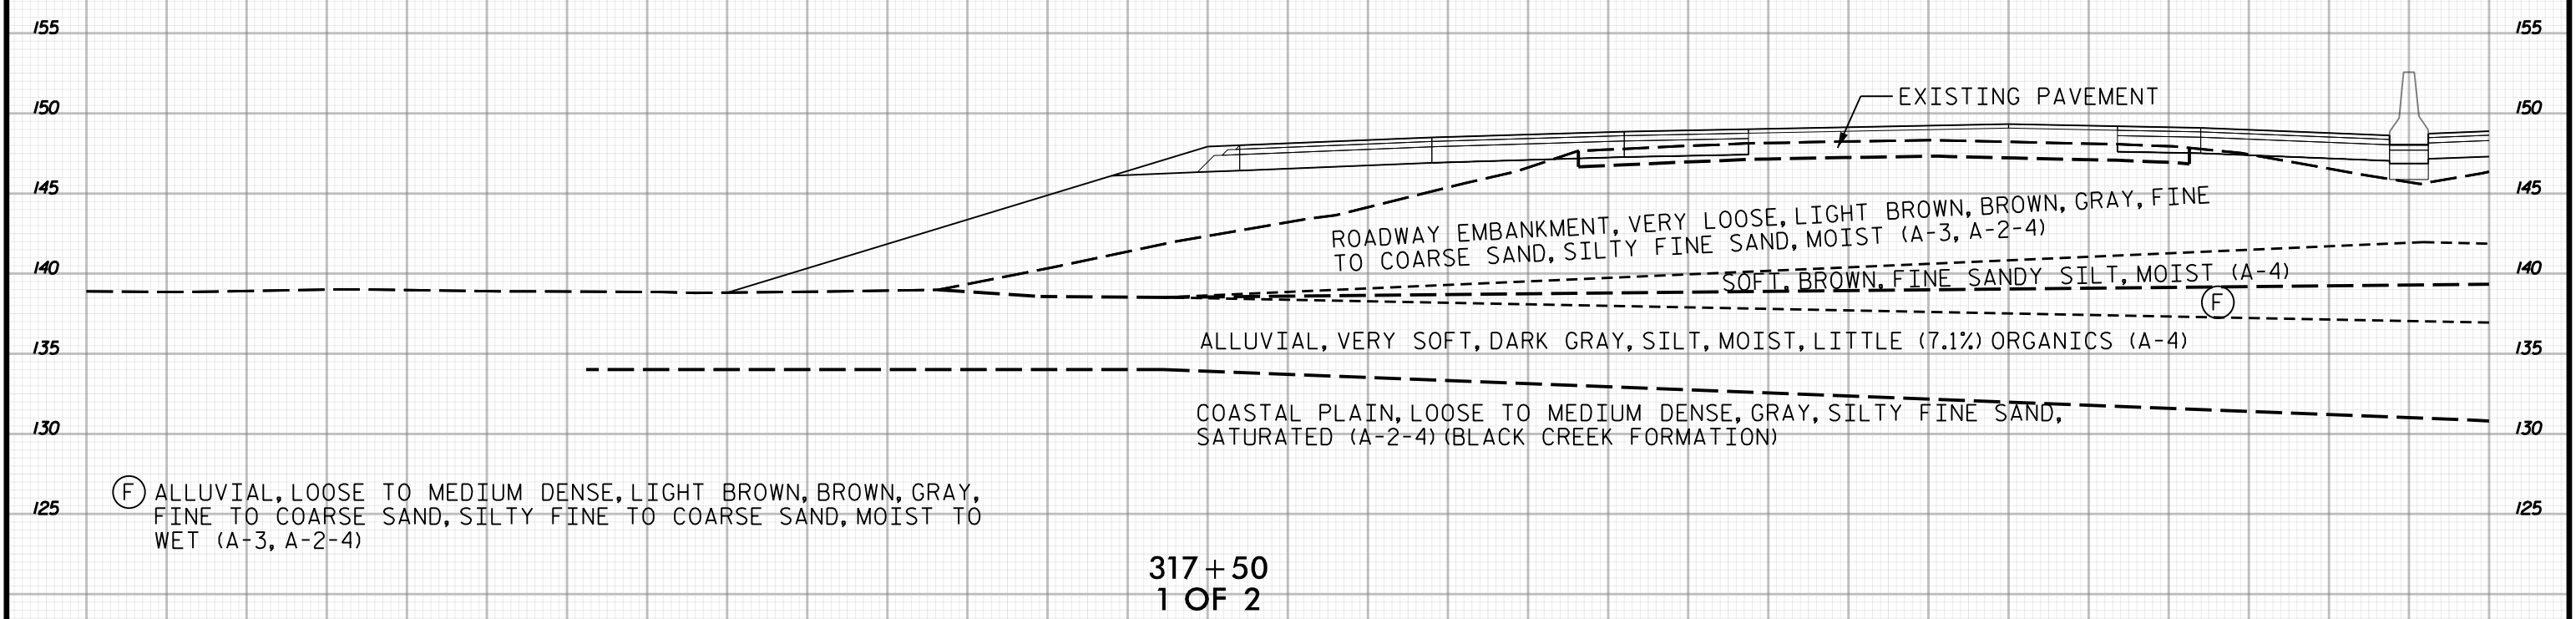 155 155
EXISTING PAVEMENT
150 150
145 145
ROADWAY EMBANKMENT, VERY LOOSE, LIGHT BROWN, BROWN, GRAY, FINE
TO COARSE SAND, SILTY FINE SAND, MOIST (A-3, A-2-4)
140 140
SOFT, BROWN, FINE SANDY SILT, MOIST (A-4)
F
ALLUVIAL, VERY SOFT, DARK GRAY, SILT, MOIST, LITTLE (7.1%) ORGANICS (A-4)
135 135
COASTAL PLAIN, LOOSE TO MEDIUM DENSE, GRAY, SILTY FINE SAND,
SATURATED (A-2-4) (BLACK CREEK FORMATION)
130 130
F ALLUVIAL, LOOSE TO MEDIUM DENSE, LIGHT BROWN, BROWN, GRAY,
FINE TO COARSE SAND, SILTY FINE TO COARSE SAND, MOIST TO
WET (A-3, A-2-4)
125 125
317+50
1 OF 2